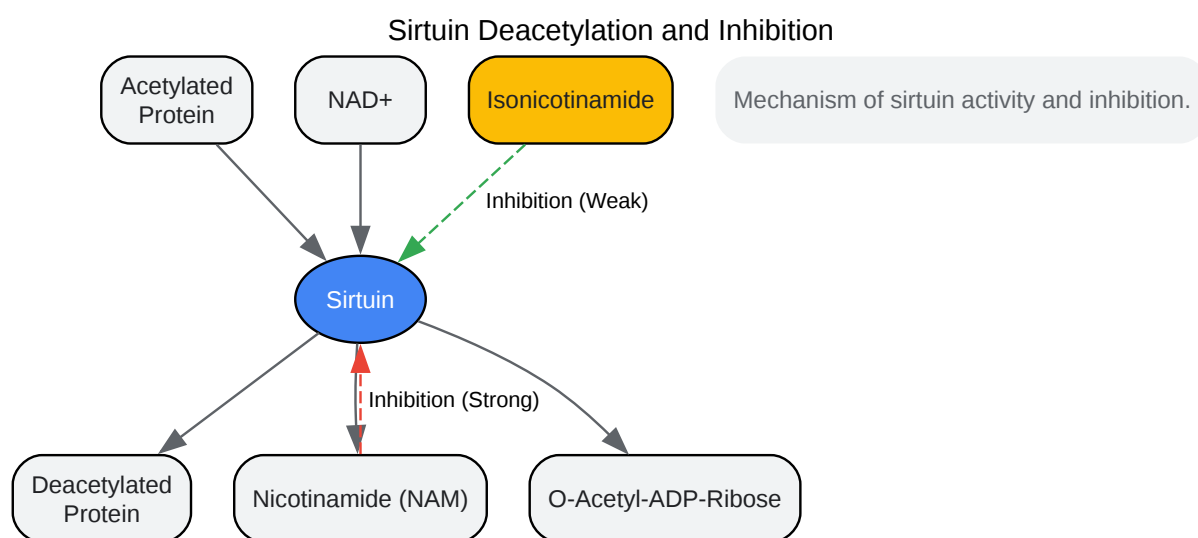 Sirtuin Deacetylation and Inhibition
Acetylated
Protein
NAD+
Isonicotinamide
Mechanism of sirtuin activity and inhibition.
Inhibition (Weak)
Sirtuin
Inhibition (Strong)
Deacetylated
Protein
Nicotinamide (NAM)
O-Acetyl-ADP-Ribose